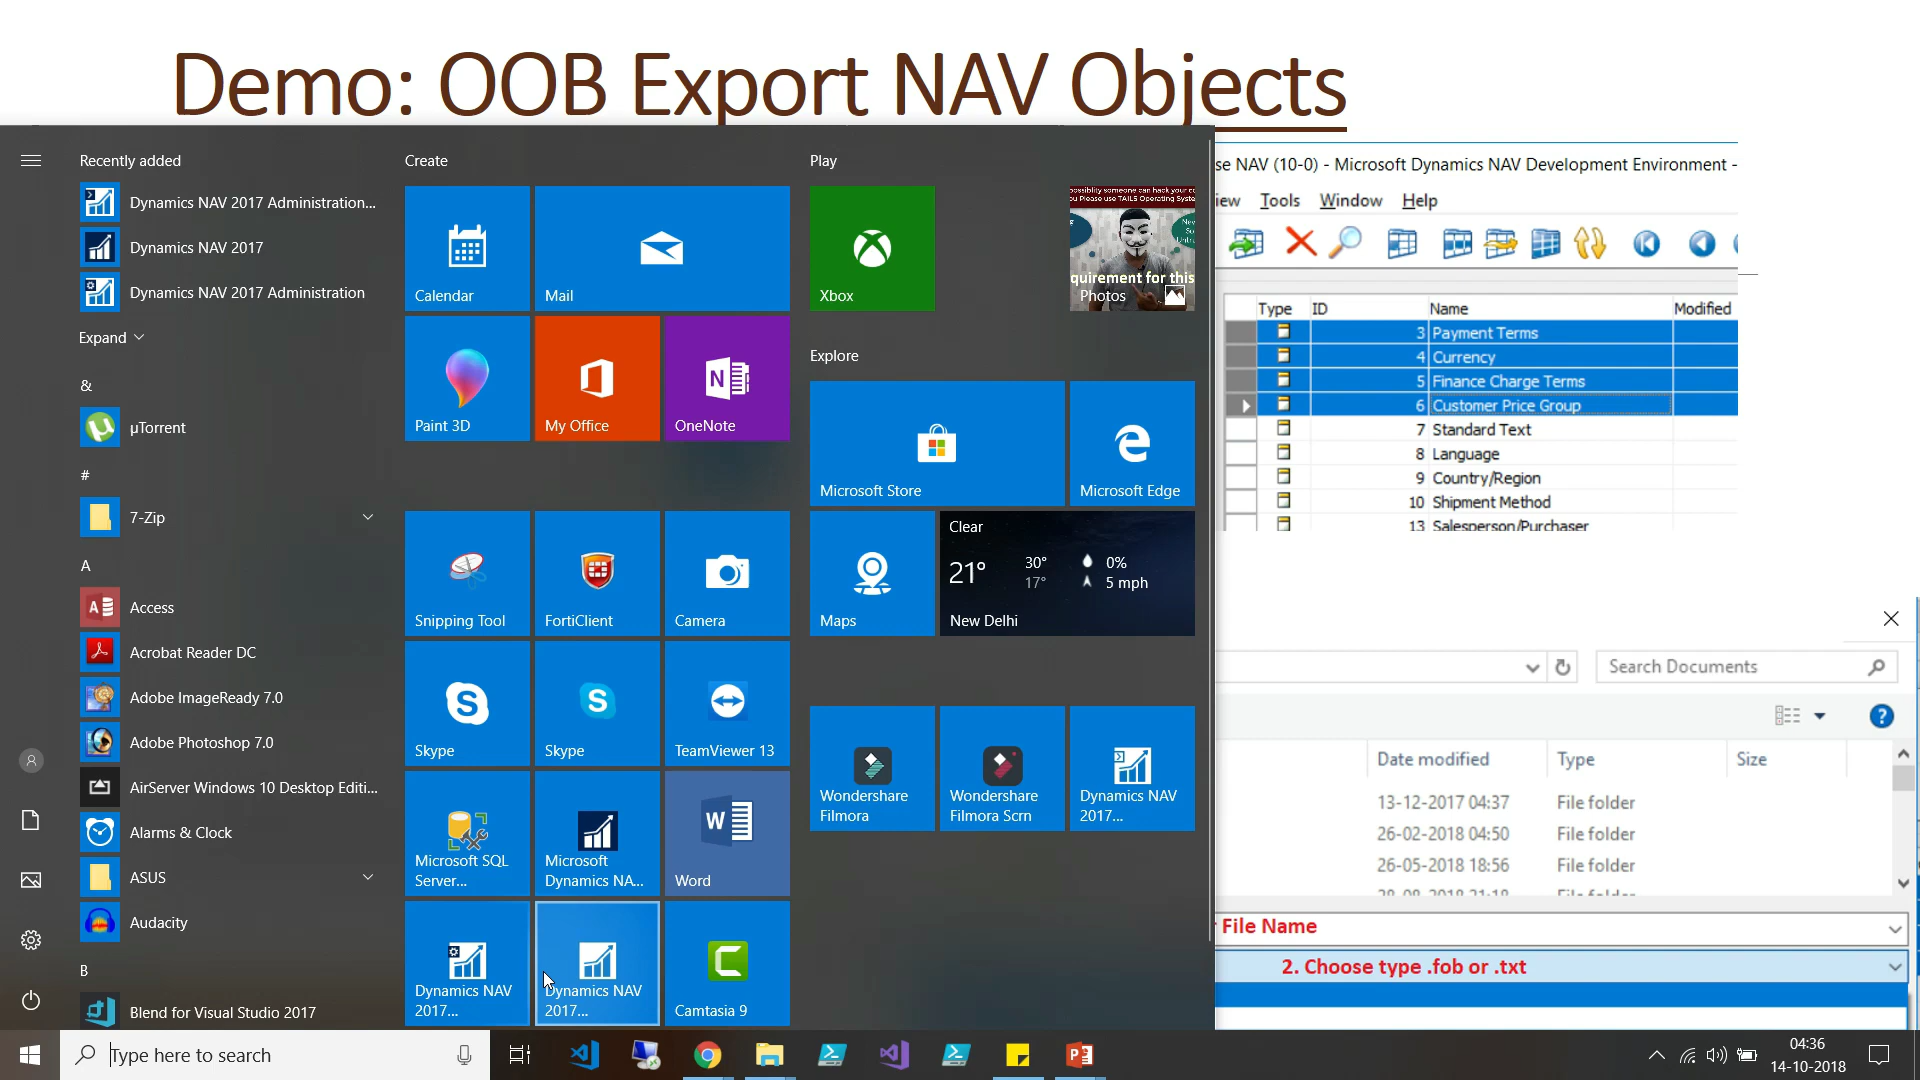 Demo: OOB Export NAV Objects
Recently added
Dynamics NAV 2017 Administration...
Dynamics NAV 2017
Dynamics NAV 2017 Administration
Expand
&
µTorrent
#
7-Zip
A
Access
Acrobat Reader DC
Adobe ImageReady 7.0
Adobe Photoshop 7.0
AirServer Windows 10 Desktop Editi...
Alarms & Clock
ASUS
Audacity
B
Blend for Visual Studio 2017
Create
Calendar
Mail
Paint 3D
My Office
OneNote
Snipping Tool
FortiClient
Camera
Skype
Skype
TeamViewer 13
Microsoft SQL
Server...
Microsoft
Dynamics NA...
Word
Dynamics NAV
2017...
Dynamics NAV
2017...
Camtasia 9
Play
Xbox
quirement for this
Photos
Explore
Microsoft Store
Microsoft Edge
Maps
Clear
21° 30° 0%
17° 5 mph
New Delhi
Wondershare
Filmora
Wondershare
Filmora Scrn
Dynamics NAV
2017...
se NAV (10-0) - Microsoft Dynamics NAV Development Environment -
iew Tools Window Help
Type ID Name Modified
3 Payment Terms
4 Currency
5 Finance Charge Terms
6 Customer Price Group
7 Standard Text
8 Language
9 Country/Region
10 Shipment Method
13 Salesperson/Purchaser
Search Documents
Date modified Type Size
13-12-2017 04:37 File folder
26-02-2018 04:50 File folder
26-05-2018 18:56 File folder
28-08-2018 21:18 File folder
File Name
2. Choose type .fob or .txt
Type here to search
04:36
14-10-2018